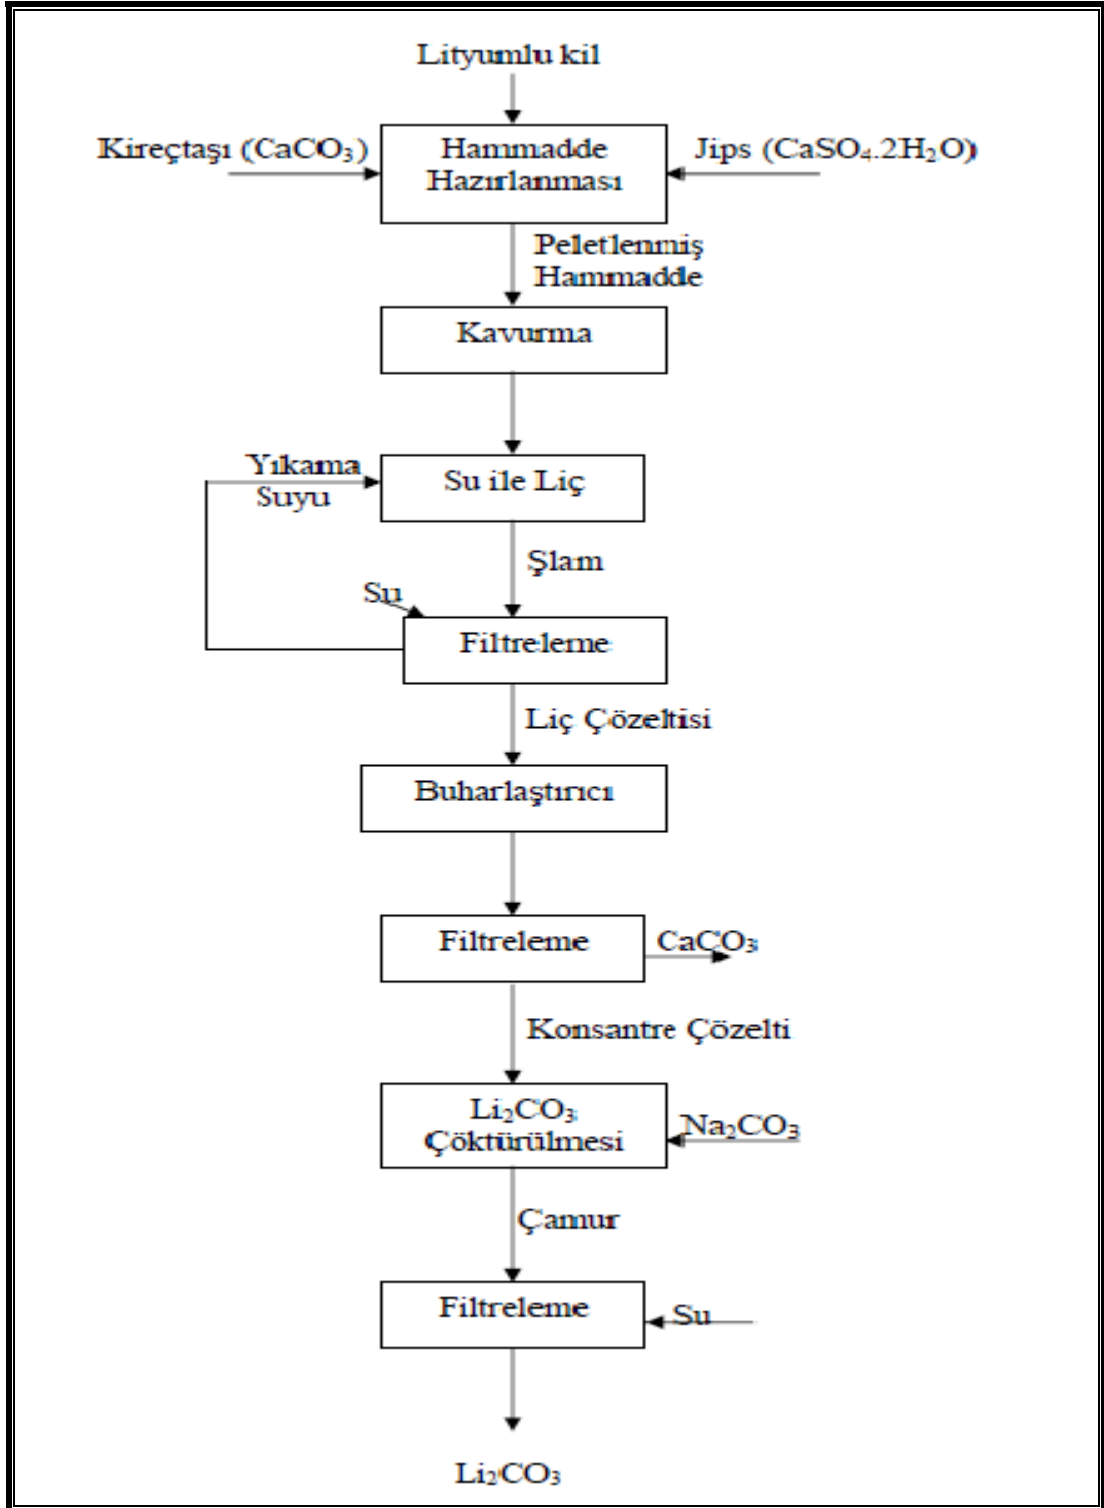 Lityumlu kil
Kireçtaşı (CaCO₃)
Hammadde
Hazırlanması
Jips (CaSO₄.2H₂O)
Peletlenmiş
Hammadde
Kavurma
Yıkama
Suyu
Su ile Liç
Şlam
Su
Filtreleme
Liç Çözeltisi
Buharlaştırıcı
Filtreleme
CaCO₃
Konsantre Çözelti
Li₂CO₃
Çöktürülmesi
Na₂CO₃
Çamur
Filtreleme
Su
Li₂CO₃